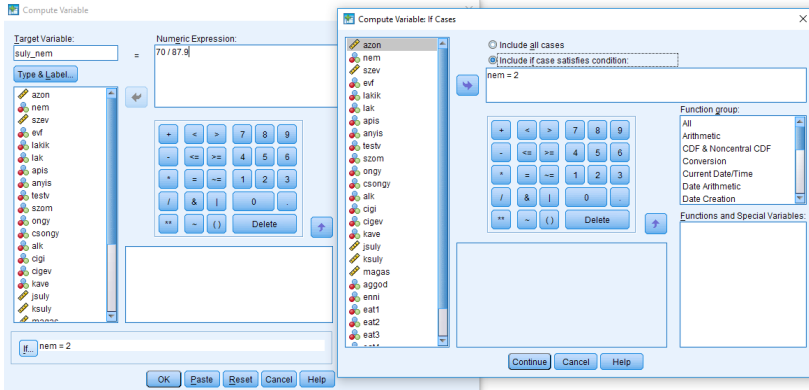 Compute Variable
Target Variable:
suly_nem
=
Numeric Expression:
70 / 87.9
Type & Label...
azon
nem
szev
evf
lakik
lak
apis
anyis
testv
szom
ongy
csongy
alk
cigi
cigev
kave
jsuly
ksuly
magas
+ < > 7 8 9
- <= >= 4 5 6
* = ~= 1 2 3
/ & | 0 .
** ~ ( ) Delete
If... nem = 2
OK Paste Reset Cancel Help
Compute Variable: If Cases
azon
nem
szev
evf
lakik
lak
apis
anyis
testv
szom
ongy
csongy
alk
cigi
cigev
kave
jsuly
ksuly
magas
aggod
enni
eat1
eat2
eat3
Include all cases
Include if case satisfies condition:
nem = 2
+ < > 7 8 9
- <= >= 4 5 6
* = ~= 1 2 3
/ & | 0 .
** ~ ( ) Delete
Function group:
All
Arithmetic
CDF & Noncentral CDF
Conversion
Current Date/Time
Date Arithmetic
Date Creation
Functions and Special Variables:
Continue Cancel Help